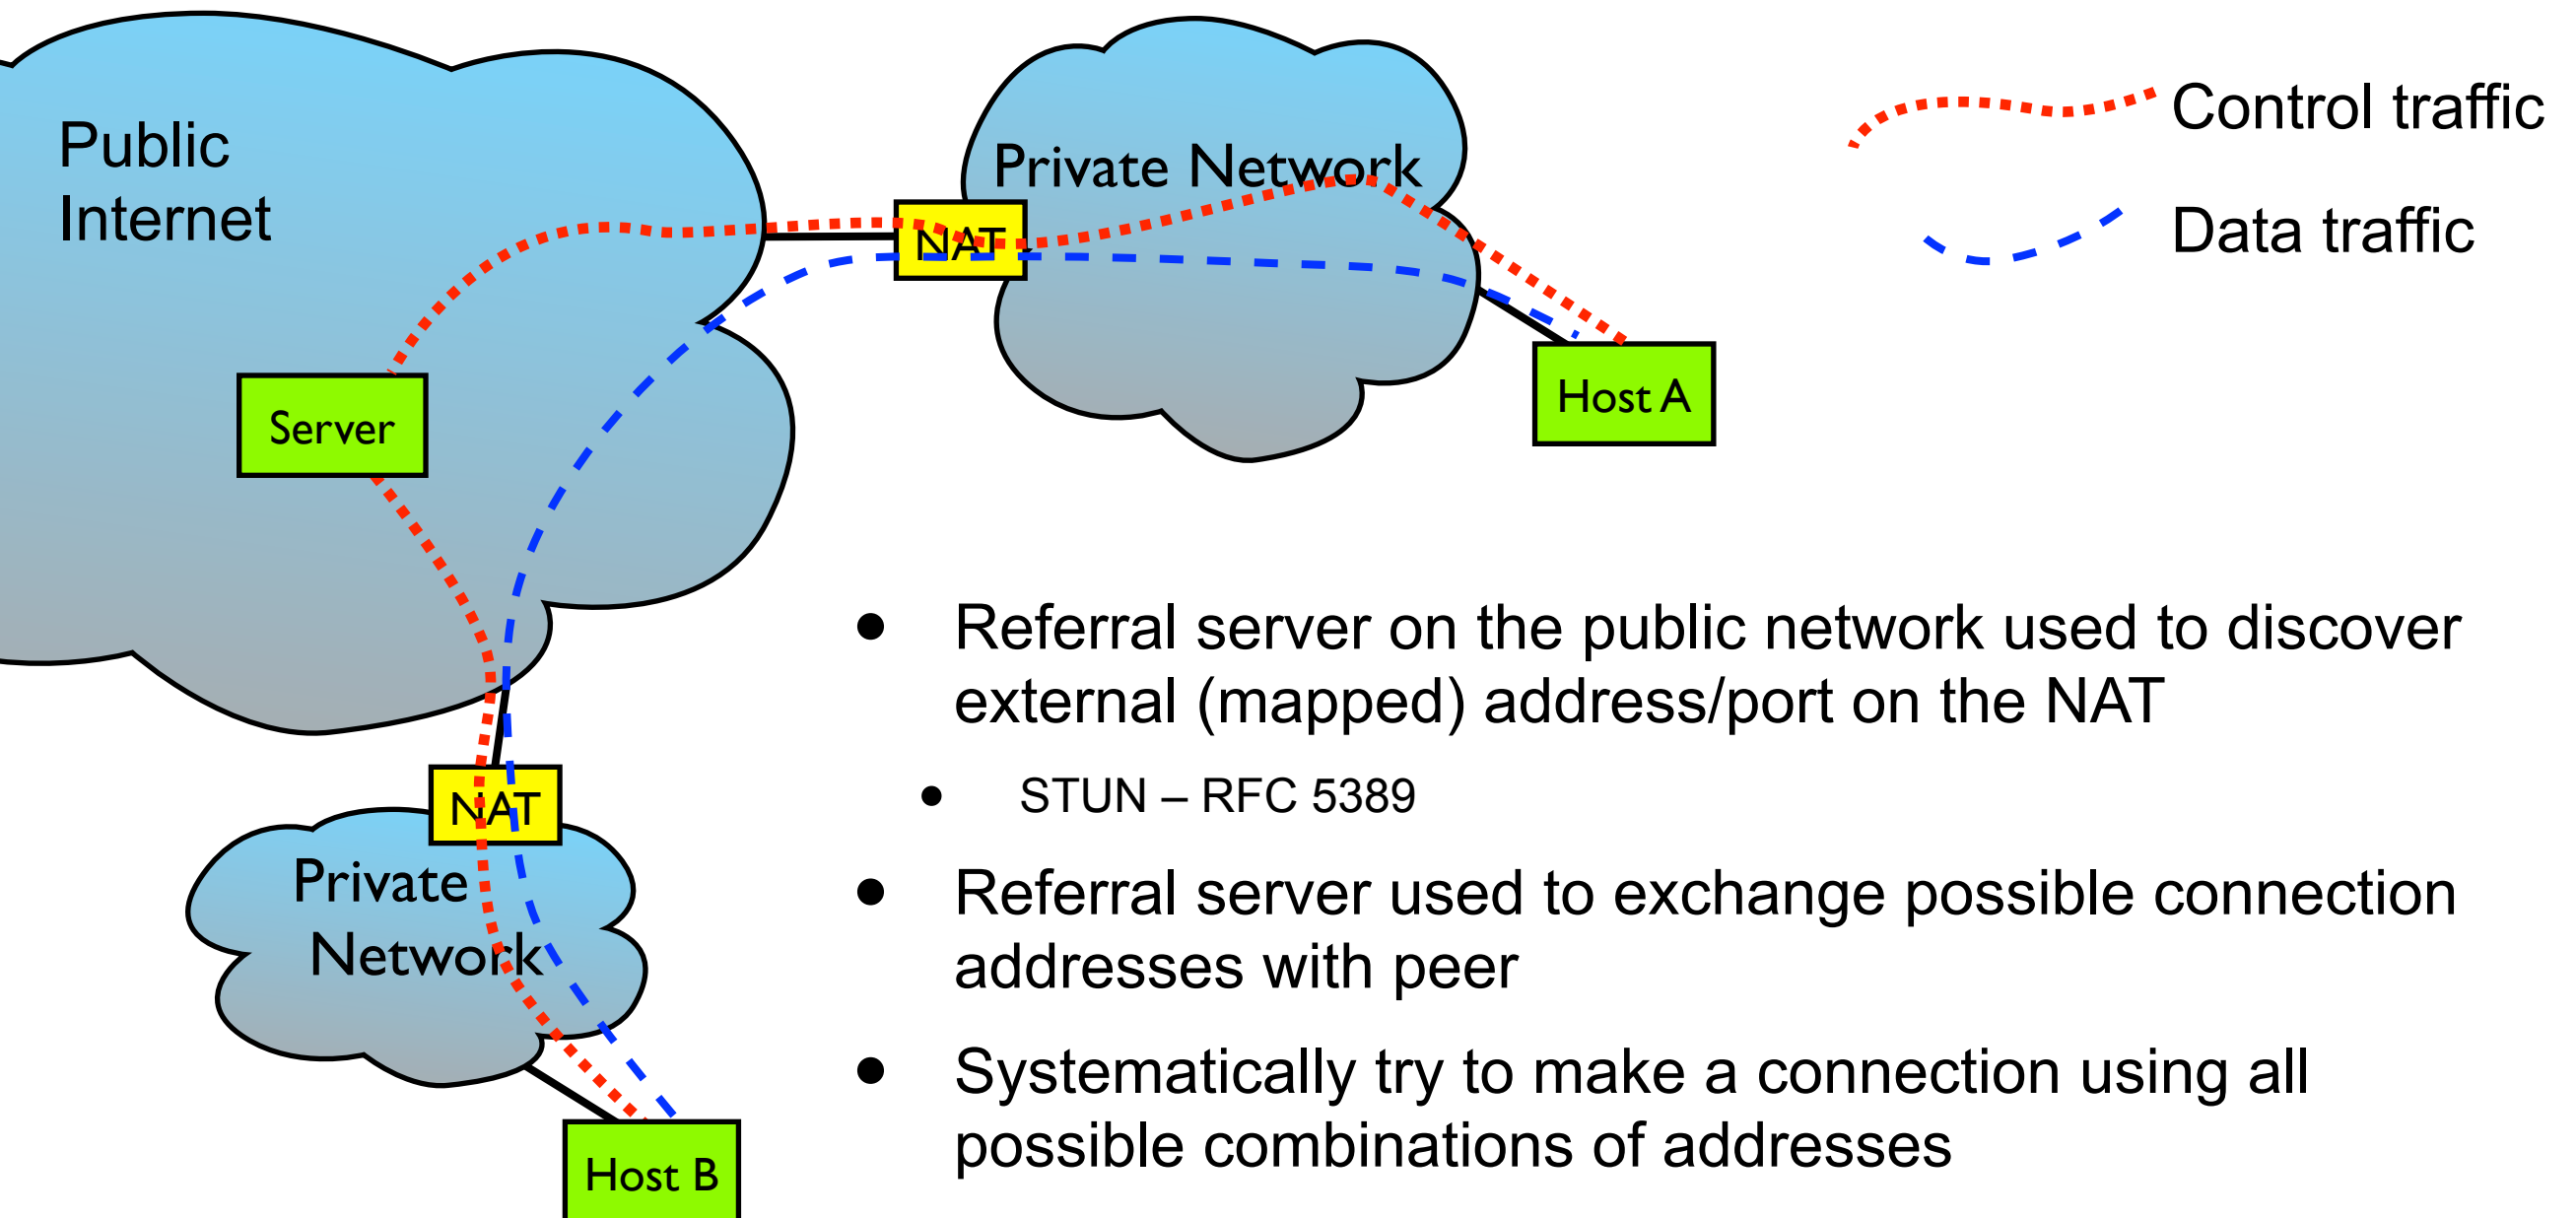 Public
Internet
Private Network
Control traffic
Data traffic
NAT
Server
Host A
● Referral server on the public network used to discover
external (mapped) address/port on the NAT
● STUN – RFC 5389
● Referral server used to exchange possible connection
addresses with peer
● Systematically try to make a connection using all
possible combinations of addresses
NAT
Private
Network
Host B